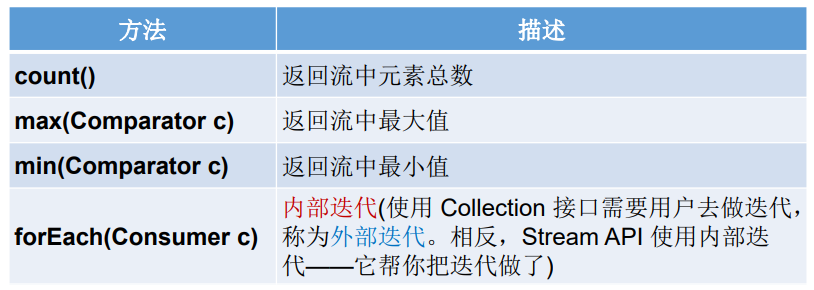 方法 描述
count() 返回流中元素总数
max(Comparator c) 返回流中最大值
min(Comparator c) 返回流中最小值
forEach(Consumer c) 内部迭代(使用 Collection 接口需要用户去做迭代，
称为外部迭代。相反，Stream API 使用内部迭
代——它帮你把迭代做了)